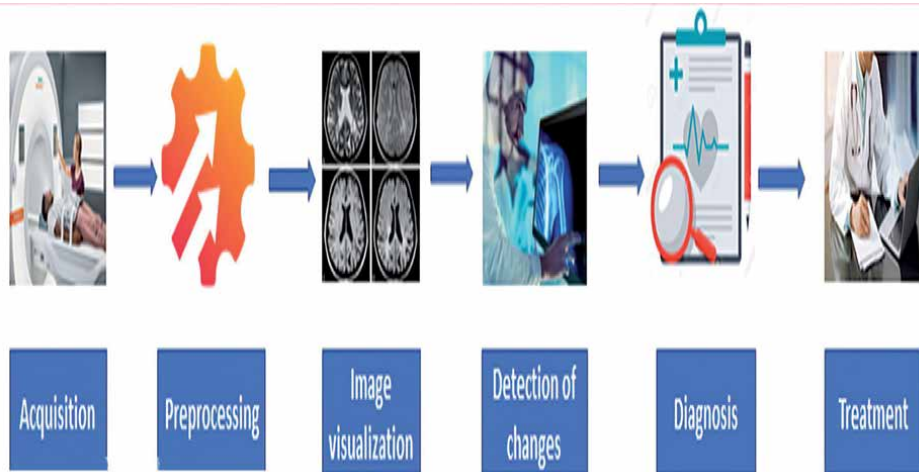 Acquisition
Preprocessing
Image
visualization
Detection of
changes
Diagnosis
Treatment